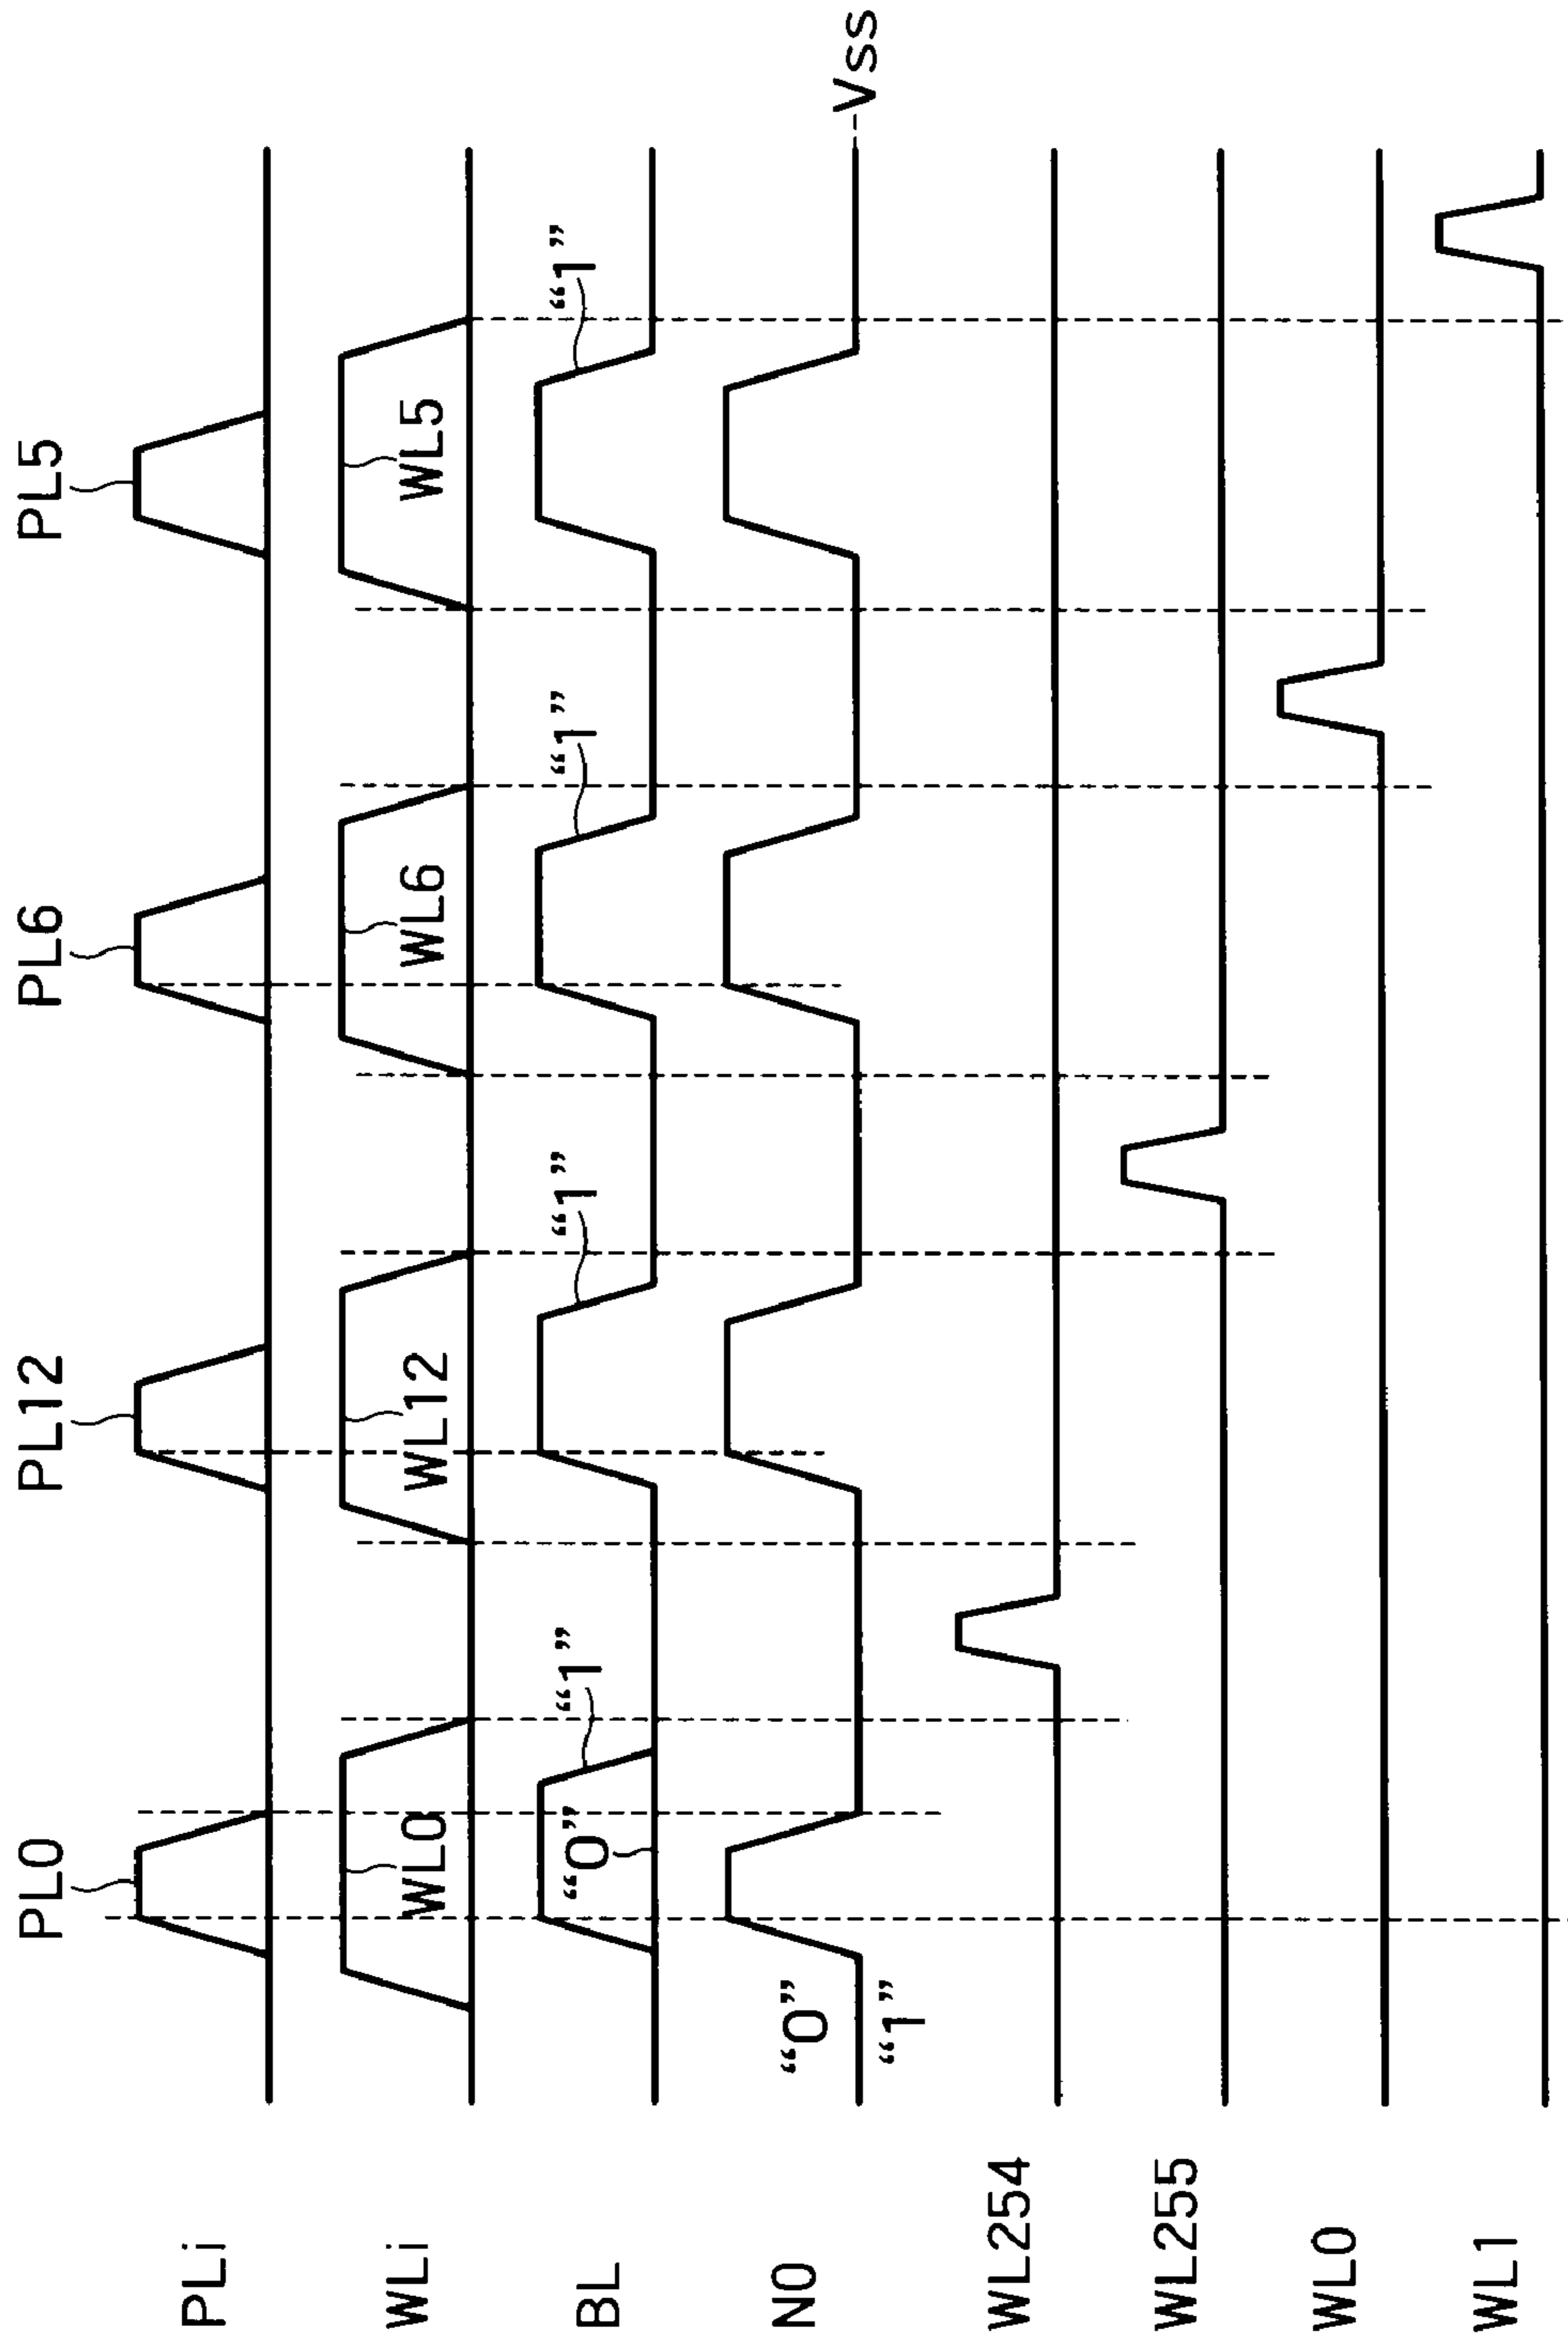 PL0 PL12 PL6 PL5
PLi
WLi WL0 WL12 WL6 WL5
BL “0” “1” “1” “1” “1”
N0 “0” “1” Vss
WL254
WL255
WL0
WL1